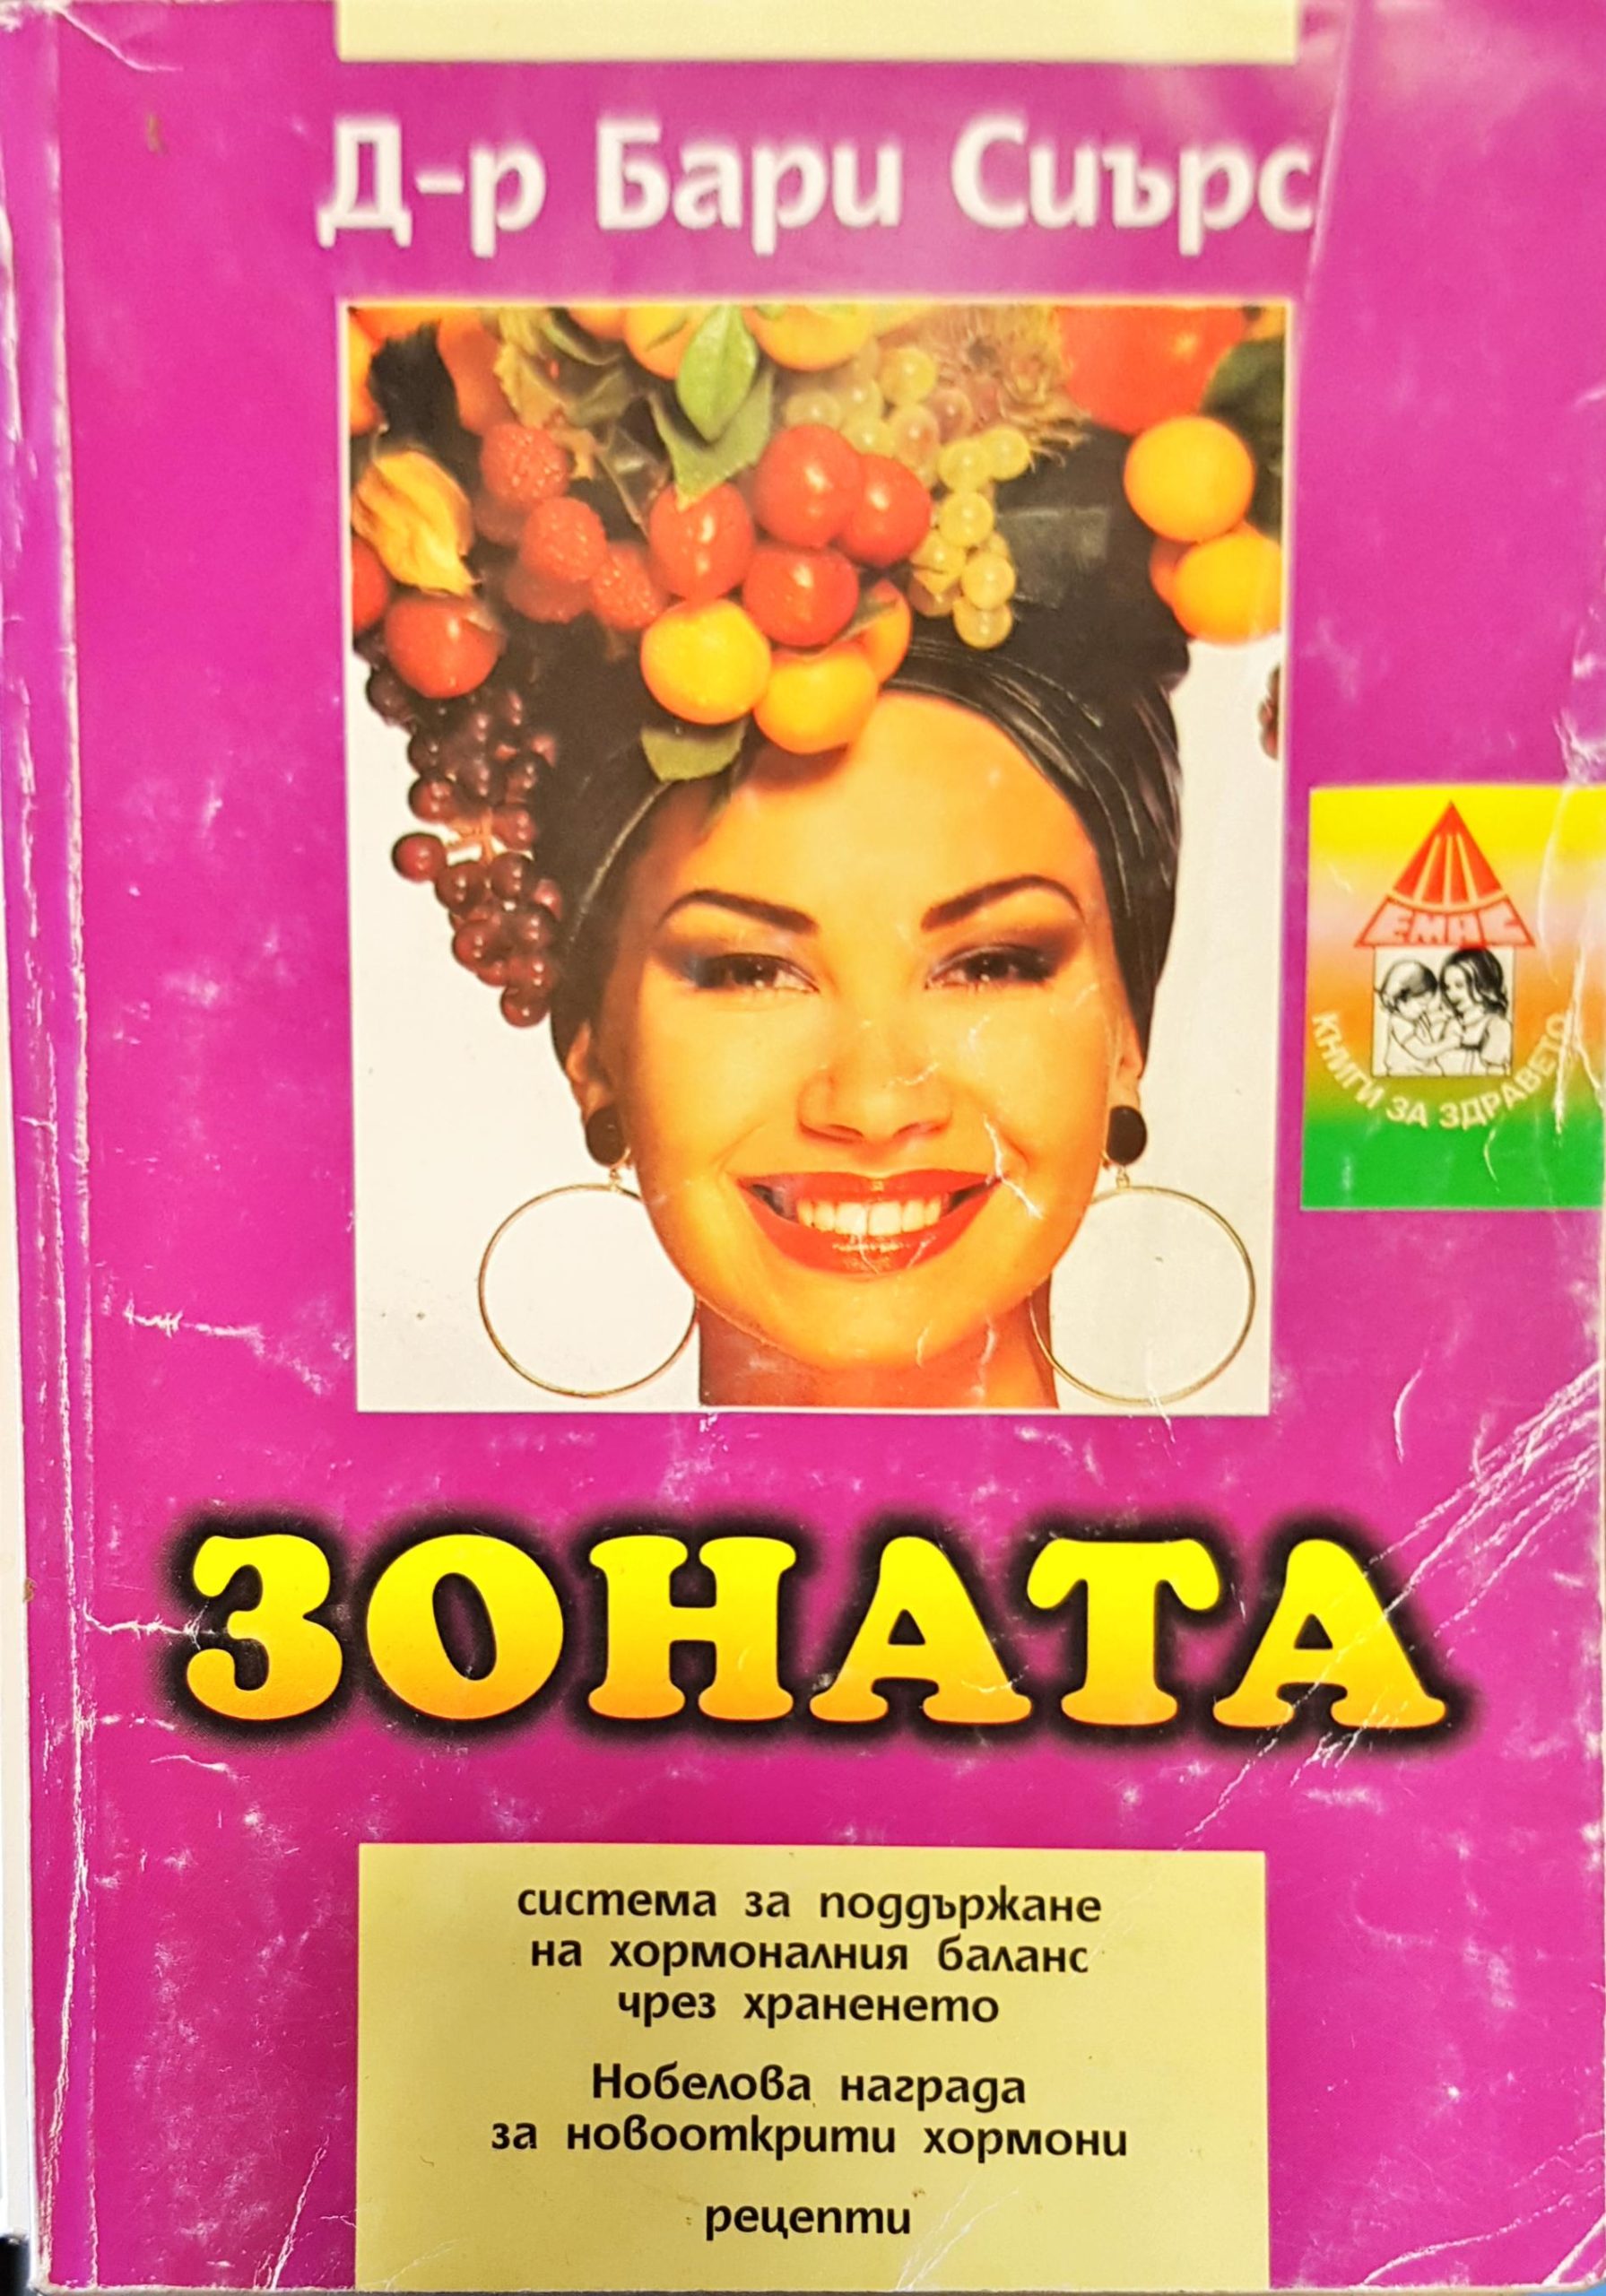 Д-р Бари Сиърс
ЕМАС
КНИГИ ЗА ЗДРАВЕТО
ЗОНАТА
система за поддържане
на хормоналния баланс
чрез храненето
Нобелова награда
за новооткрити хормони
рецепти